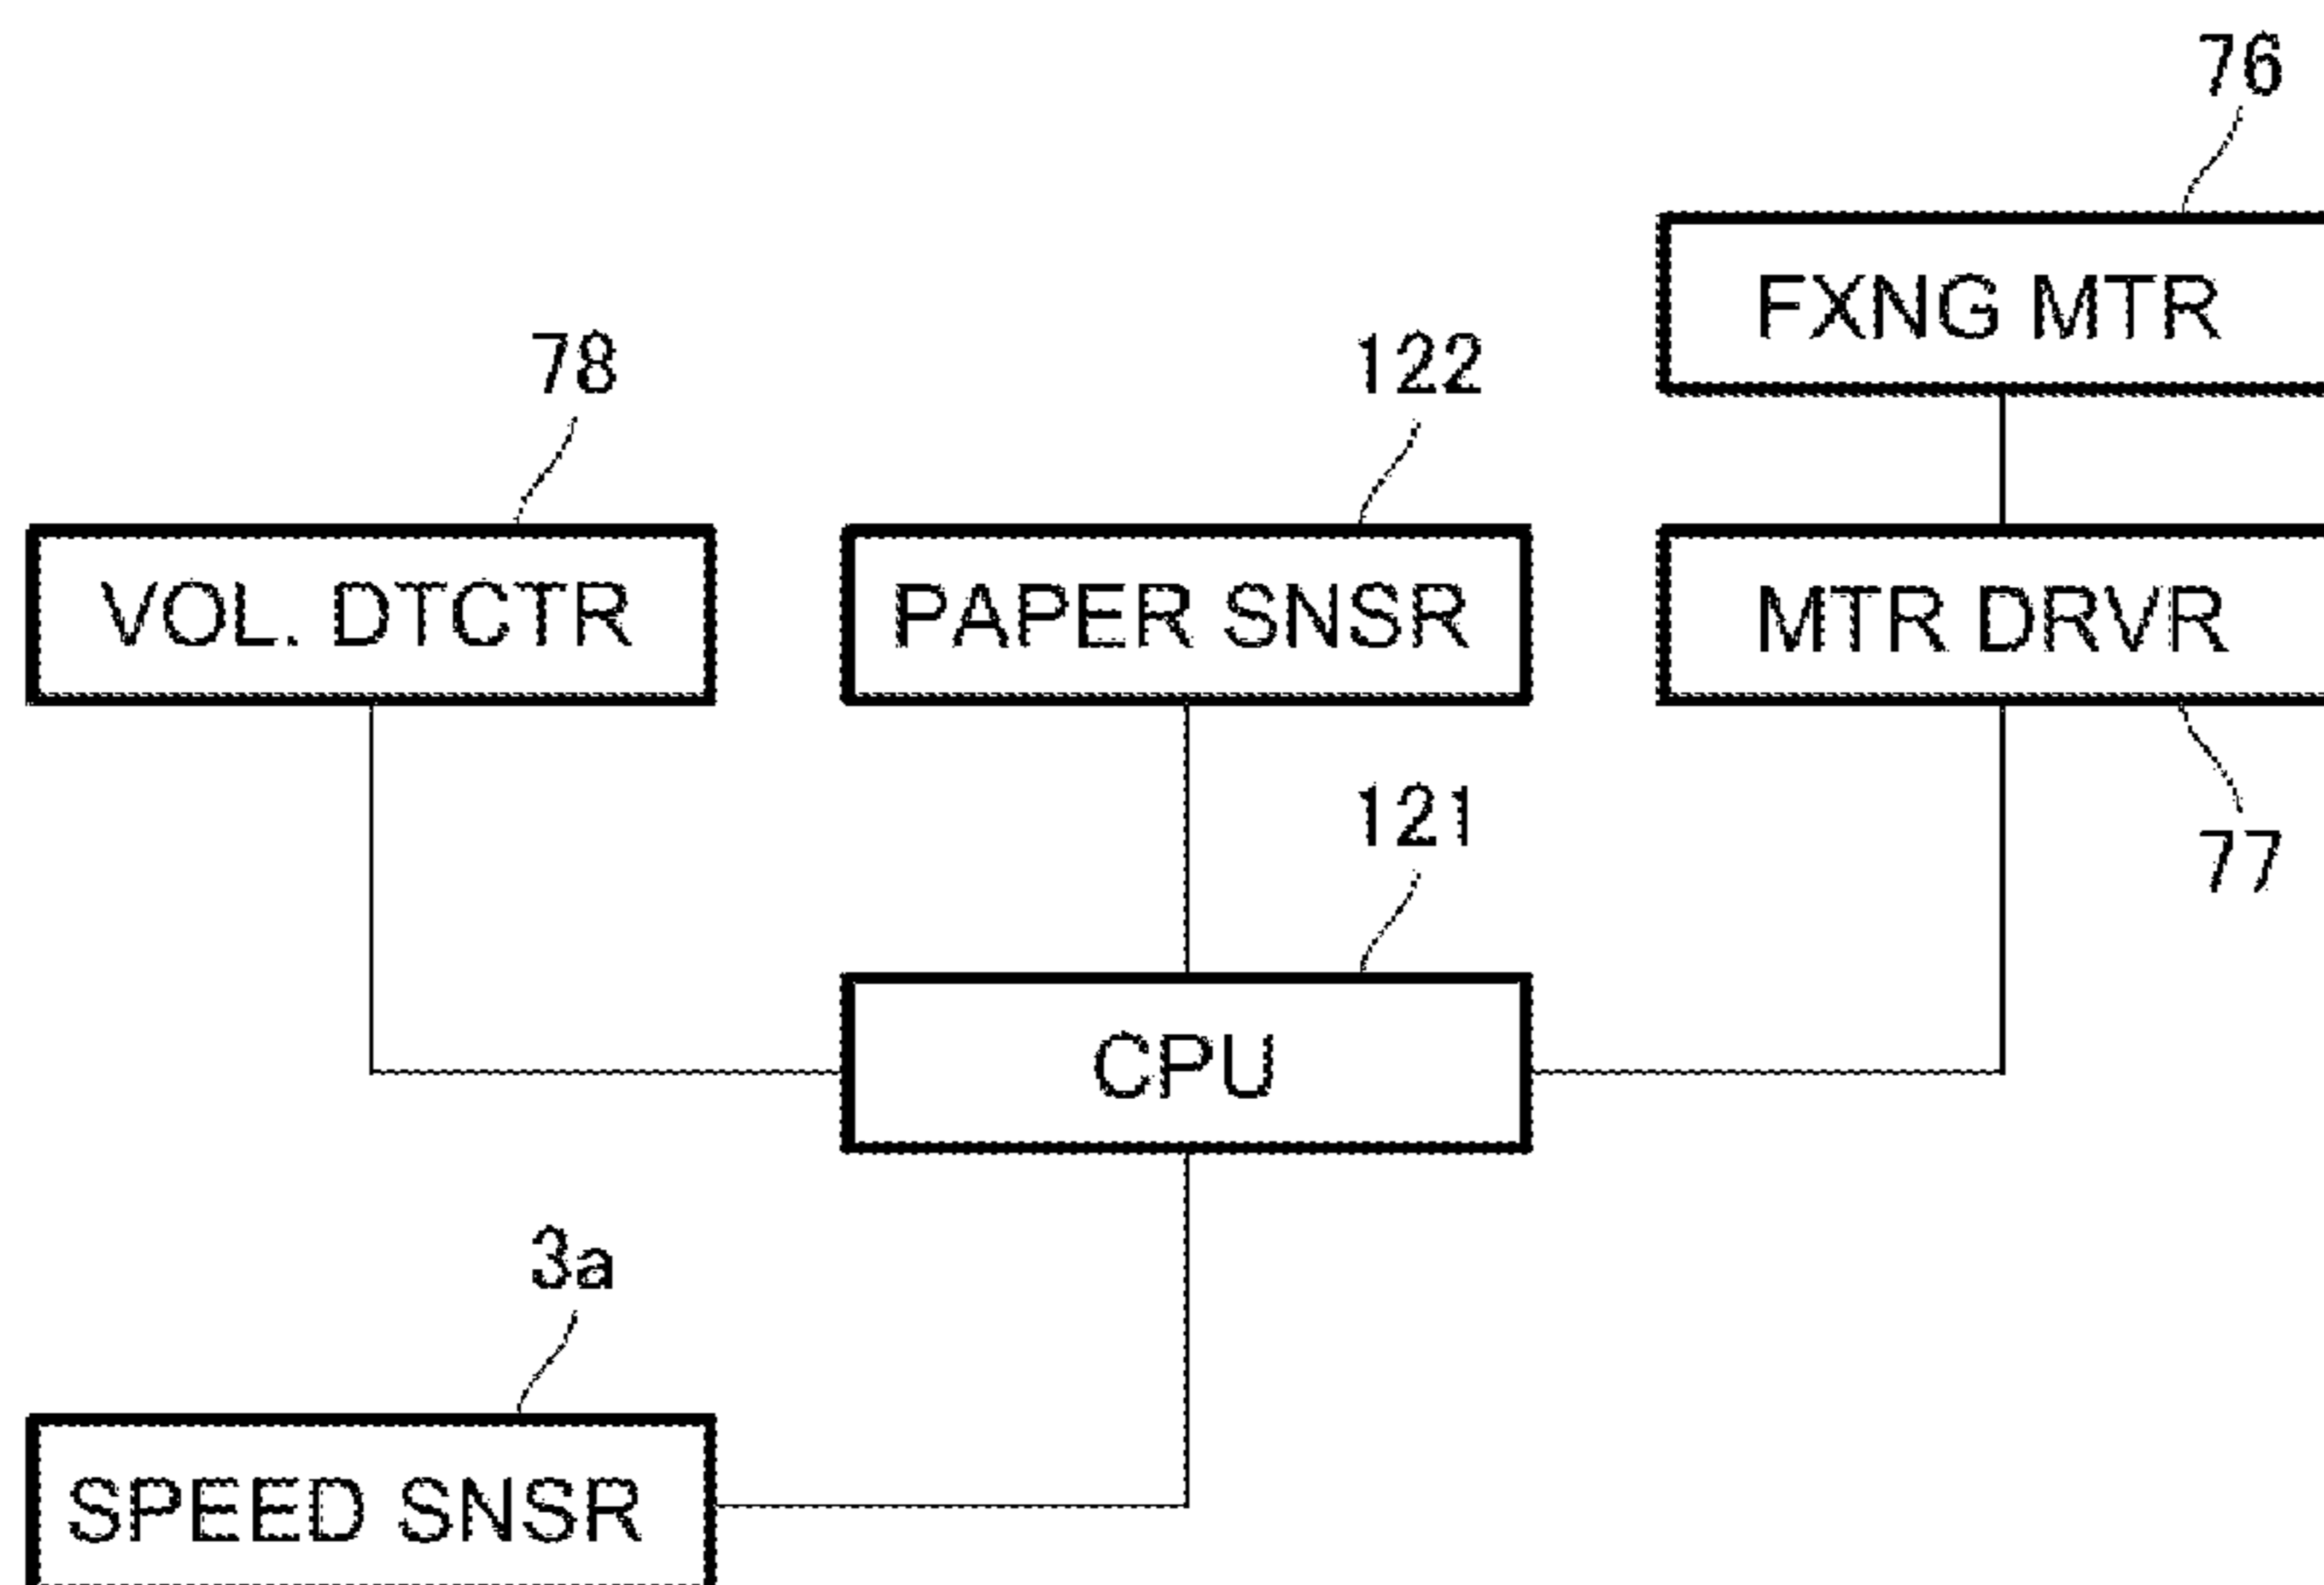 76
FXNG MTR
78
122
VOL. DTCTR
PAPER SNSR
MTR DRVR
121
77
CPU
3a
SPEED SNSR